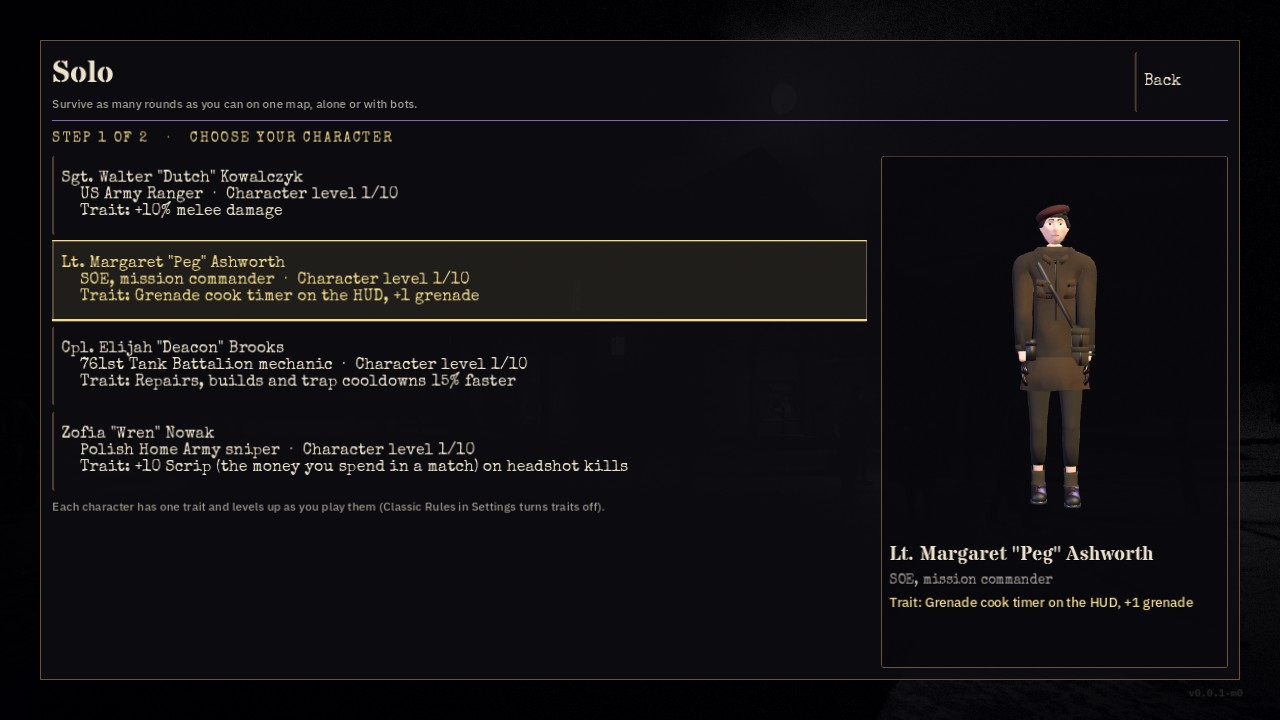 Solo
Back
Survive as many rounds as you can on one map, alone or with bots.
STEP 1 OF 2 · CHOOSE YOUR CHARACTER
Sgt. Walter "Dutch" Kowalczyk
US Army Ranger · Character level 1/10
Trait: +10% melee damage
Lt. Margaret "Peg" Ashworth
SOE, mission commander · Character level 1/10
Trait: Grenade cook timer on the HUD, +1 grenade
Cpl. Elijah "Deacon" Brooks
761st Tank Battalion mechanic · Character level 1/10
Trait: Repairs, builds and trap cooldowns 15% faster
Zofia "Wren" Nowak
Polish Home Army sniper · Character level 1/10
Trait: +10 Scrip (the money you spend in a match) on headshot kills
Each character has one trait and levels up as you play them (Classic Rules in Settings turns traits off).
Lt. Margaret "Peg" Ashworth
SOE, mission commander
Trait: Grenade cook timer on the HUD, +1 grenade
v0.0.1-m0